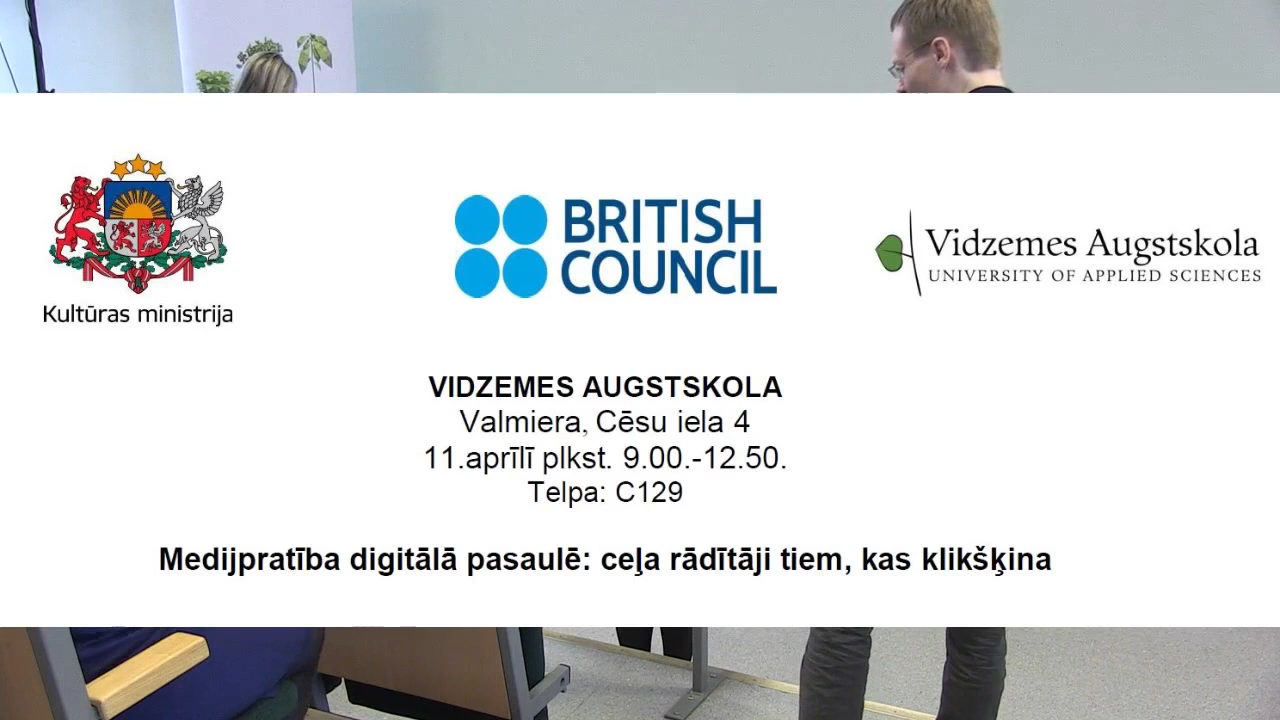 Kultūras ministrija
BRITISH
COUNCIL
Vidzemes Augstskola
UNIVERSITY OF APPLIED SCIENCES
VIDZEMES AUGSTSKOLA
Valmiera, Cēsu iela 4
11.aprīlī plkst. 9.00.-12.50.
Telpa: C129
Medijpratība digitālā pasaulē: ceļa rādītāji tiem, kas klikšķina